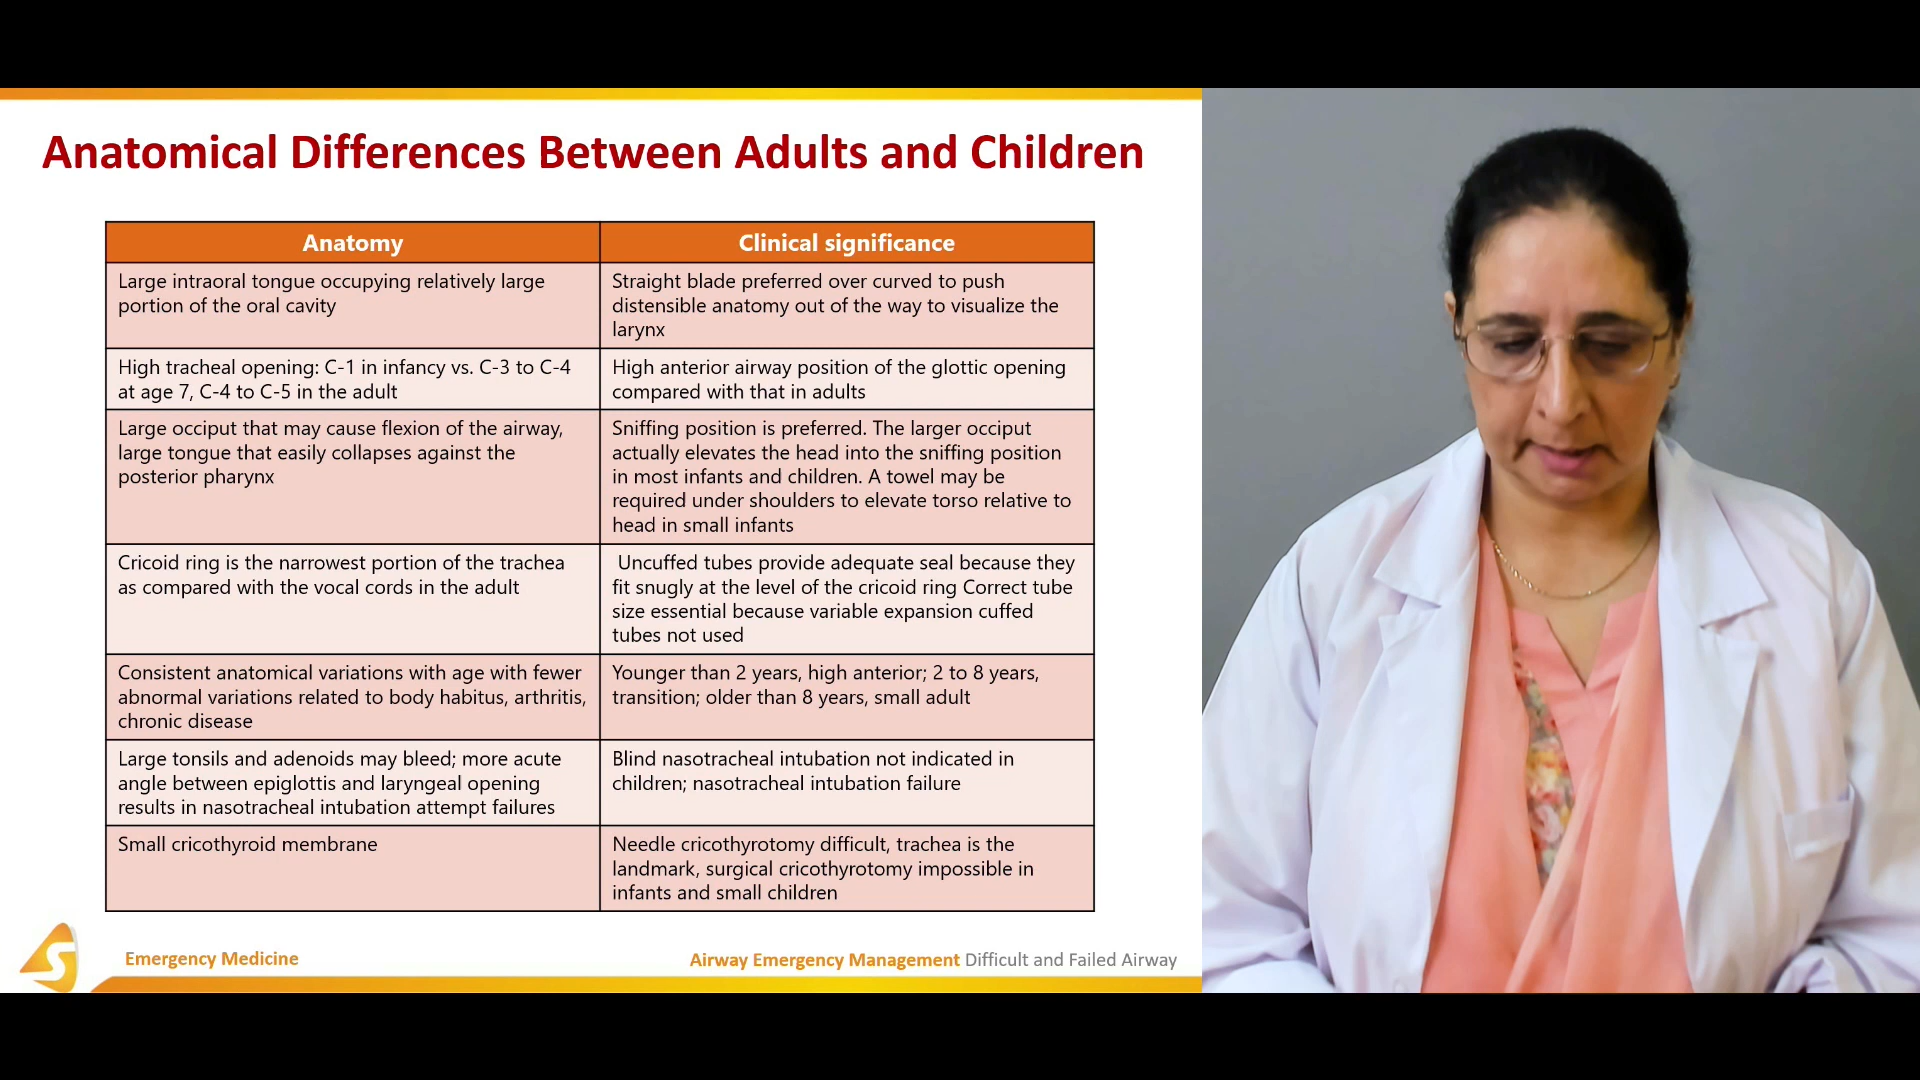 Anatomical Differences Between Adults and Children
Anatomy
Clinical significance
Large intraoral tongue occupying relatively large
portion of the oral cavity
Straight blade preferred over curved to push
distensible anatomy out of the way to visualize the
larynx
High tracheal opening: C-1 in infancy vs. C-3 to C-4
at age 7, C-4 to C-5 in the adult
High anterior airway position of the glottic opening
compared with that in adults
Large occiput that may cause flexion of the airway,
large tongue that easily collapses against the
posterior pharynx
Sniffing position is preferred. The larger occiput
actually elevates the head into the sniffing position
in most infants and children. A towel may be
required under shoulders to elevate torso relative to
head in small infants
Cricoid ring is the narrowest portion of the trachea
as compared with the vocal cords in the adult
Uncuffed tubes provide adequate seal because they
fit snugly at the level of the cricoid ring Correct tube
size essential because variable expansion cuffed
tubes not used
Consistent anatomical variations with age with fewer
abnormal variations related to body habitus, arthritis,
chronic disease
Younger than 2 years, high anterior; 2 to 8 years,
transition; older than 8 years, small adult
Large tonsils and adenoids may bleed; more acute
angle between epiglottis and laryngeal opening
results in nasotracheal intubation attempt failures
Blind nasotracheal intubation not indicated in
children; nasotracheal intubation failure
Small cricothyroid membrane
Needle cricothyrotomy difficult, trachea is the
landmark, surgical cricothyrotomy impossible in
infants and small children
S
Emergency Medicine
Airway Emergency Management Difficult and Failed Airway